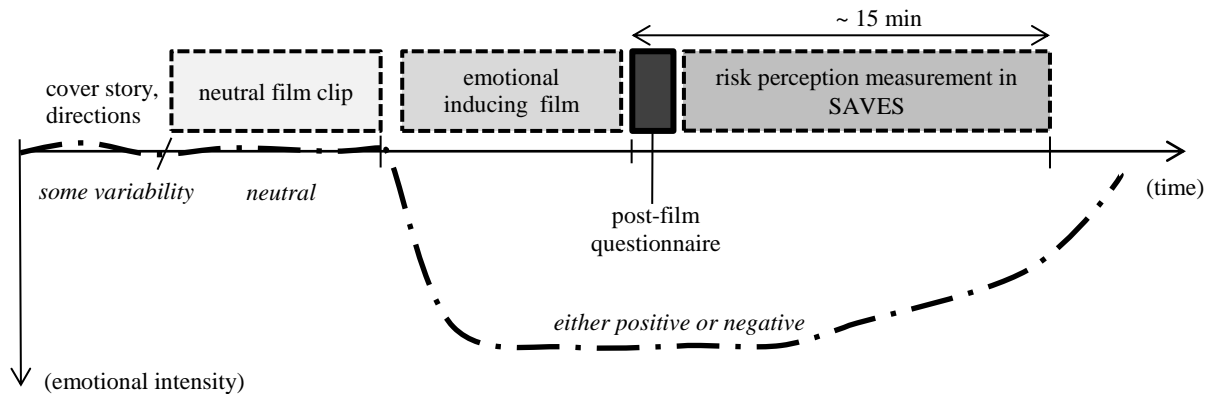 ~ 15 min
cover story,
directions
neutral film clip
emotional
inducing film
risk perception measurement in
SAVES
some variability
neutral
(time)
post-film
questionnaire
either positive or negative
(emotional intensity)